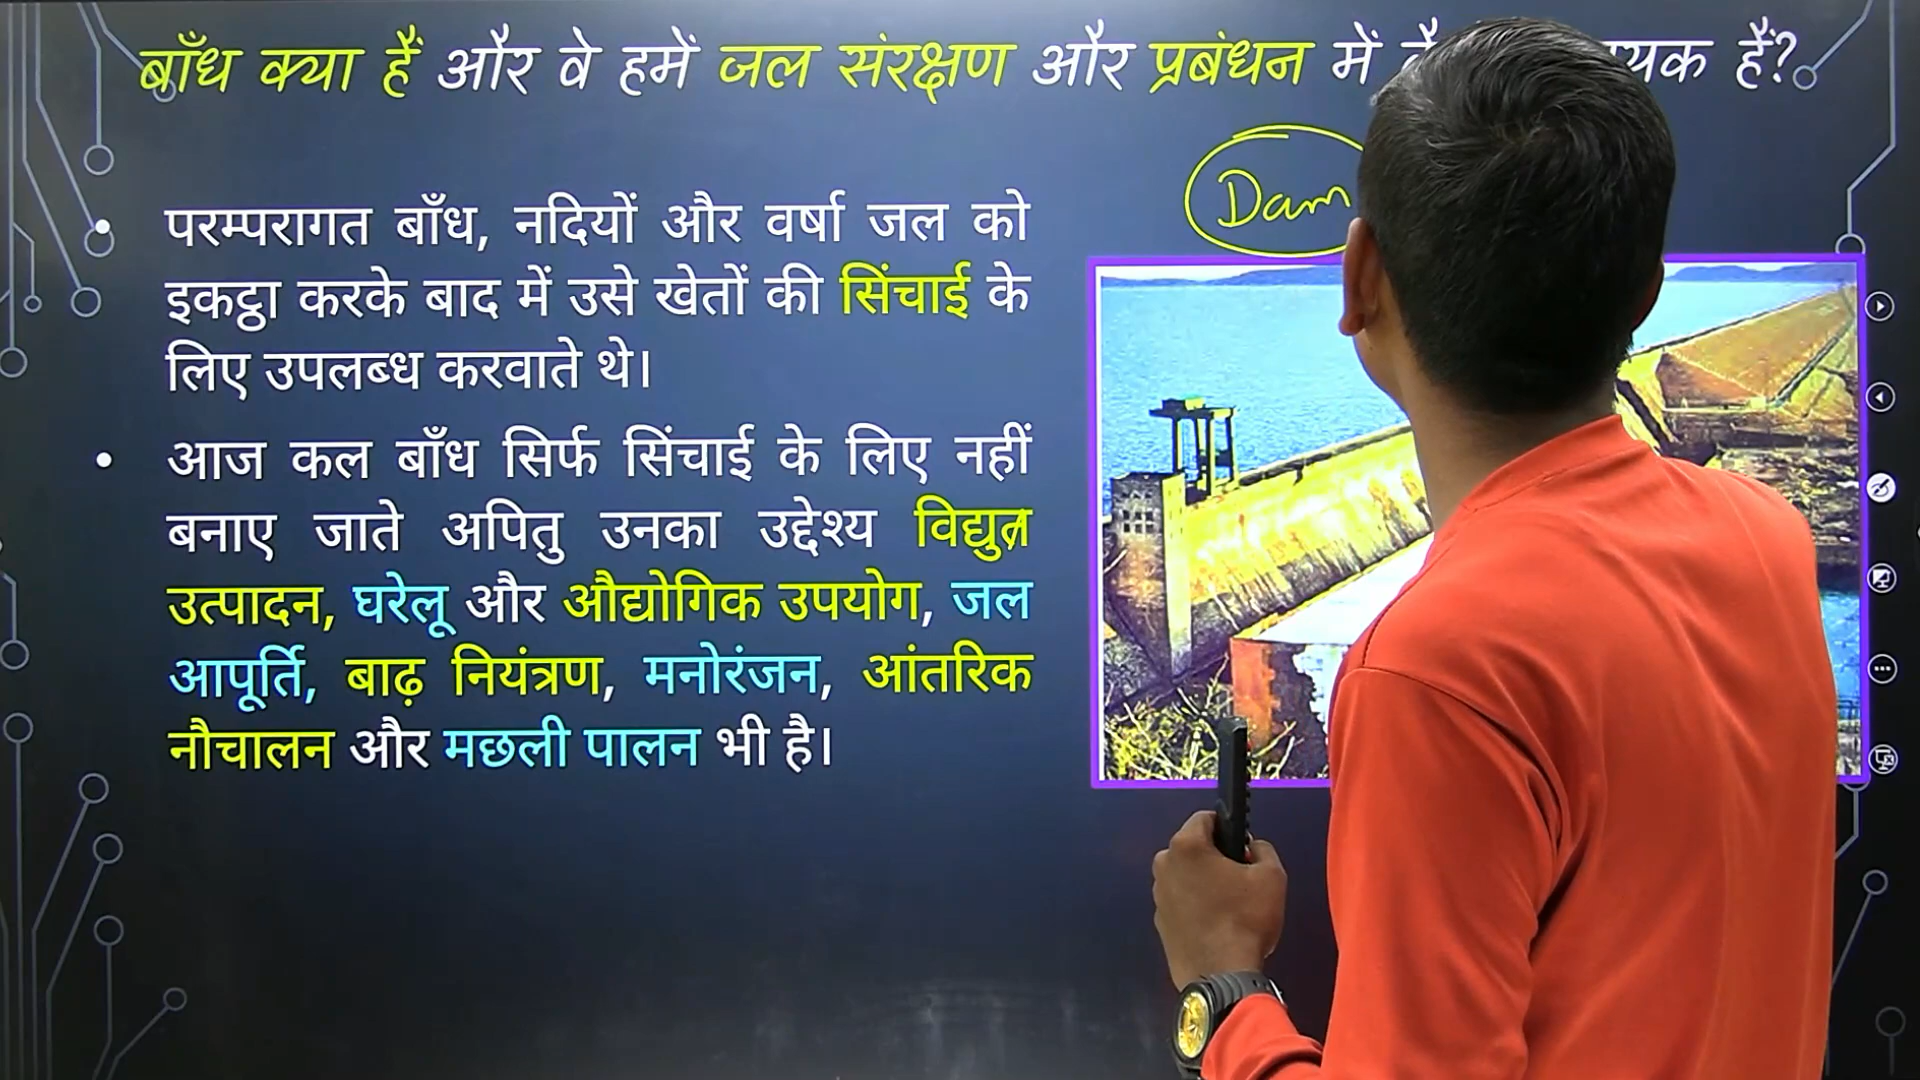 बाँध क्या हैं और वे हमें जल संरक्षण और प्रबंधन में हैं?
Dam
परम्परागत बाँध, नदियों और वर्षा जल को
इकट्ठा करके बाद में उसे खेतों की सिंचाई के
लिए उपलब्ध करवाते थे।
आज कल बाँध सिर्फ सिंचाई के लिए नहीं
बनाए जाते अपितु उनका उद्देश्य विद्युत
उत्पादन, घरेलू और औद्योगिक उपयोग, जल
आपूर्ति, बाढ़ नियंत्रण, मनोरंजन, आंतरिक
नौचालन और मछली पालन भी है।